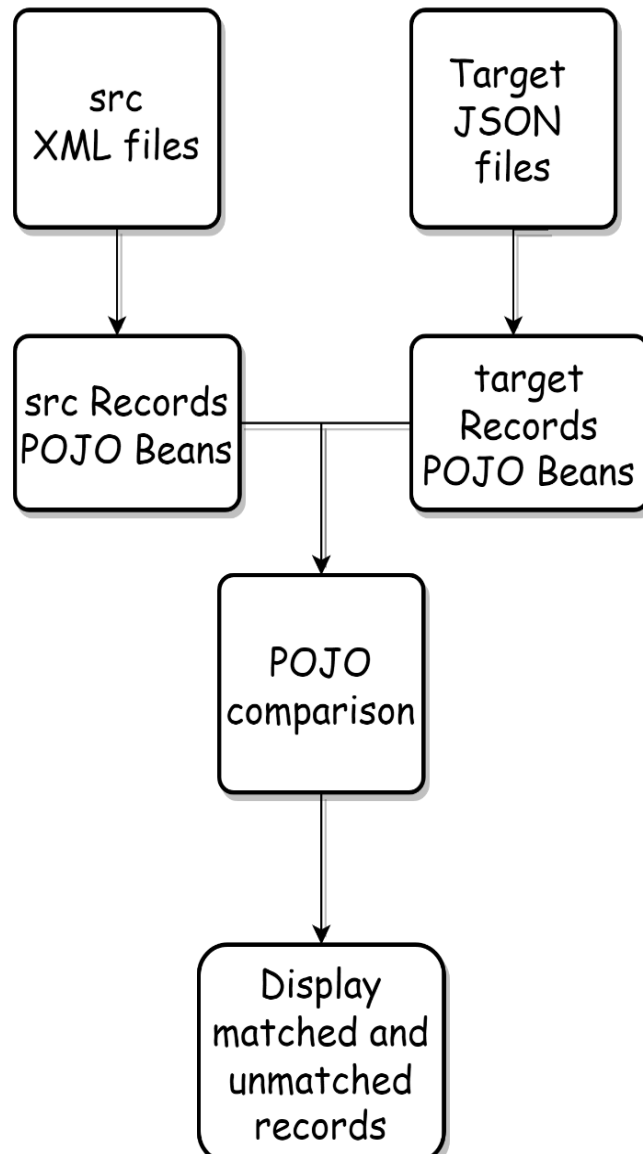 src
XML files
Target
JSON
files
src Records
POJO Beans
target
Records
POJO Beans
POJO
comparison
Display
matched and
unmatched
records